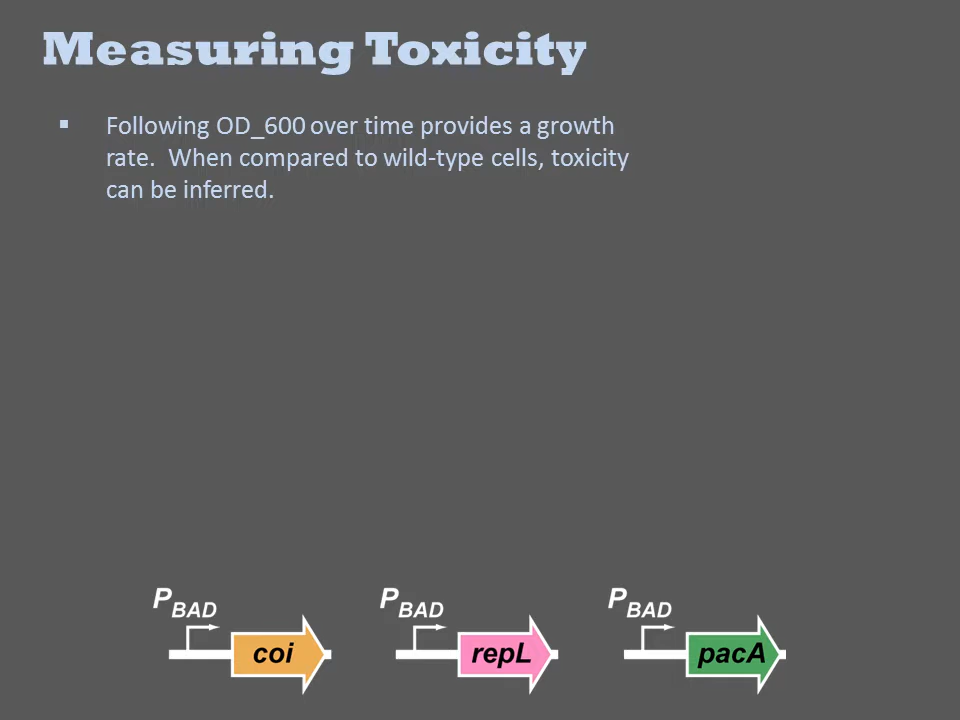 Measuring Toxicity
▪ Following OD_600 over time provides a growth
rate.  When compared to wild-type cells, toxicity
can be inferred.
PBAD PBAD PBAD
coi repL pacA